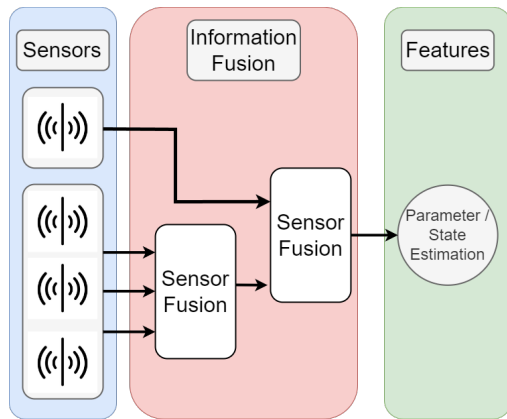 Sensors
Information
Fusion
Features
Sensor
Fusion
Sensor
Fusion
Parameter /
State
Estimation